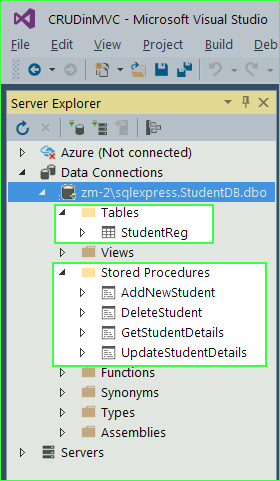 CRUDinMVC - Microsoft Visual Studio
File Edit View Project Build Debug
Server Explorer
Azure (Not connected)
Data Connections
zm-2\sqlexpress.StudentDB.dbo
Tables
StudentReg
Views
Stored Procedures
AddNewStudent
DeleteStudent
GetStudentDetails
UpdateStudentDetails
Functions
Synonyms
Types
Assemblies
Servers